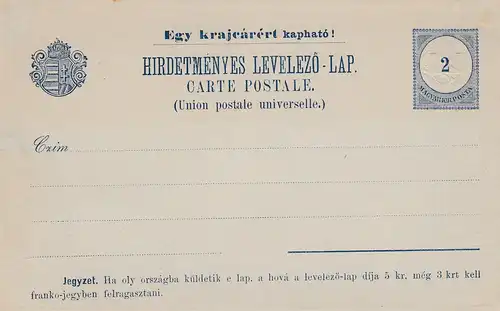 Egy krajcárért kapható!
HIRDETMÉNYES LEVELEZŐ-LAP.
CARTE POSTALE.
(Union postale universelle.)
2
MAGY. KIR. POSTA
Czim
Jegyzet. Ha oly országba küldetik e lap, a hová a levelező-lap díja 5 kr. még 3 krt kell
franko-jegyben felragasztani.